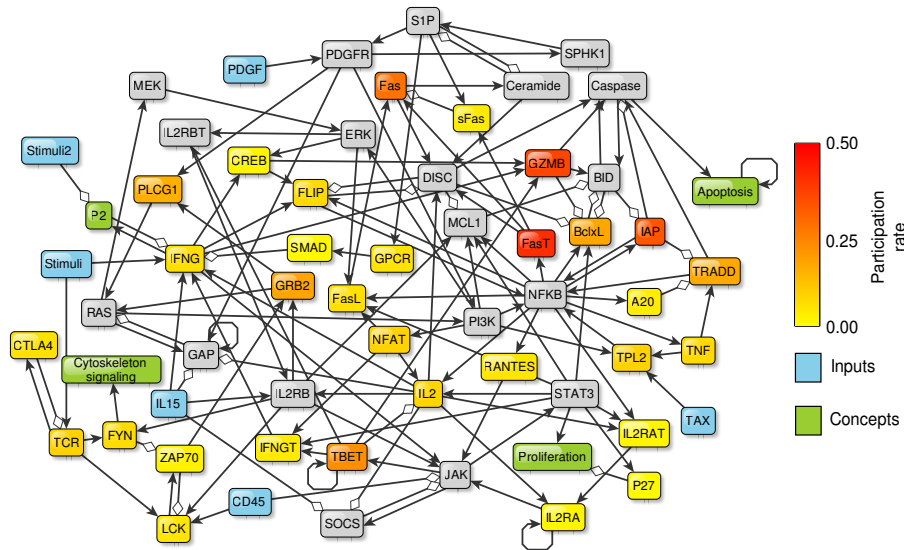 S1P
PDGFR
SPHK1
PDGF
MEK
Fas
Ceramide
Caspase
sFas
IL2RBT
ERK
Stimuli2
CREB
GZMB
PLCG1
FLIP
DISC
BID
Apoptosis
P2
MCL1
BclxL
IAP
SMAD
GPCR
FasT
Stimuli
IFNG
TRADD
GRB2
FasL
NFKB
A20
RAS
PI3K
CTLA4
GAP
NFAT
TPL2
TNF
Cytoskeleton
signaling
RANTES
IL15
IL2RB
IL2
STAT3
TAX
TCR
FYN
IL2RAT
ZAP70
IFNGT
TBET
Proliferation
JAK
P27
CD45
LCK
SOCS
IL2RA
0.50
0.25
0.00
Participation
rate
Inputs
Concepts